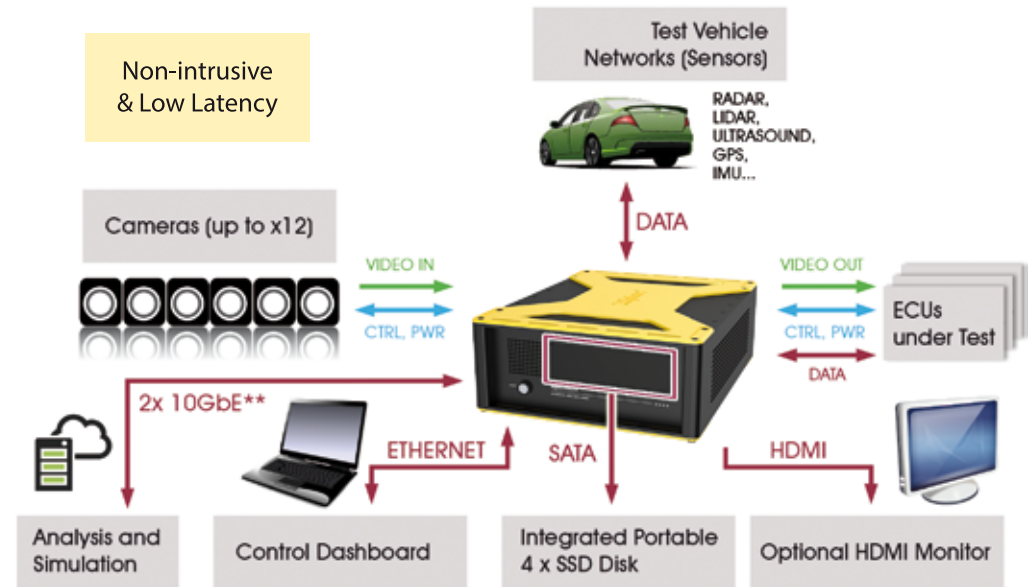 Non-intrusive
& Low Latency
Test Vehicle
Networks (Sensors)
RADAR,
LIDAR,
ULTRASOUND,
GPS,
IMU...
DATA
Cameras (up to x12)
VIDEO IN
CTRL, PWR
VIDEO OUT
CTRL, PWR
DATA
ECUs
under Test
2x 10GbE**
ETHERNET
SATA
HDMI
Analysis and
Simulation
Control Dashboard
Integrated Portable
4 x SSD Disk
Optional HDMI Monitor